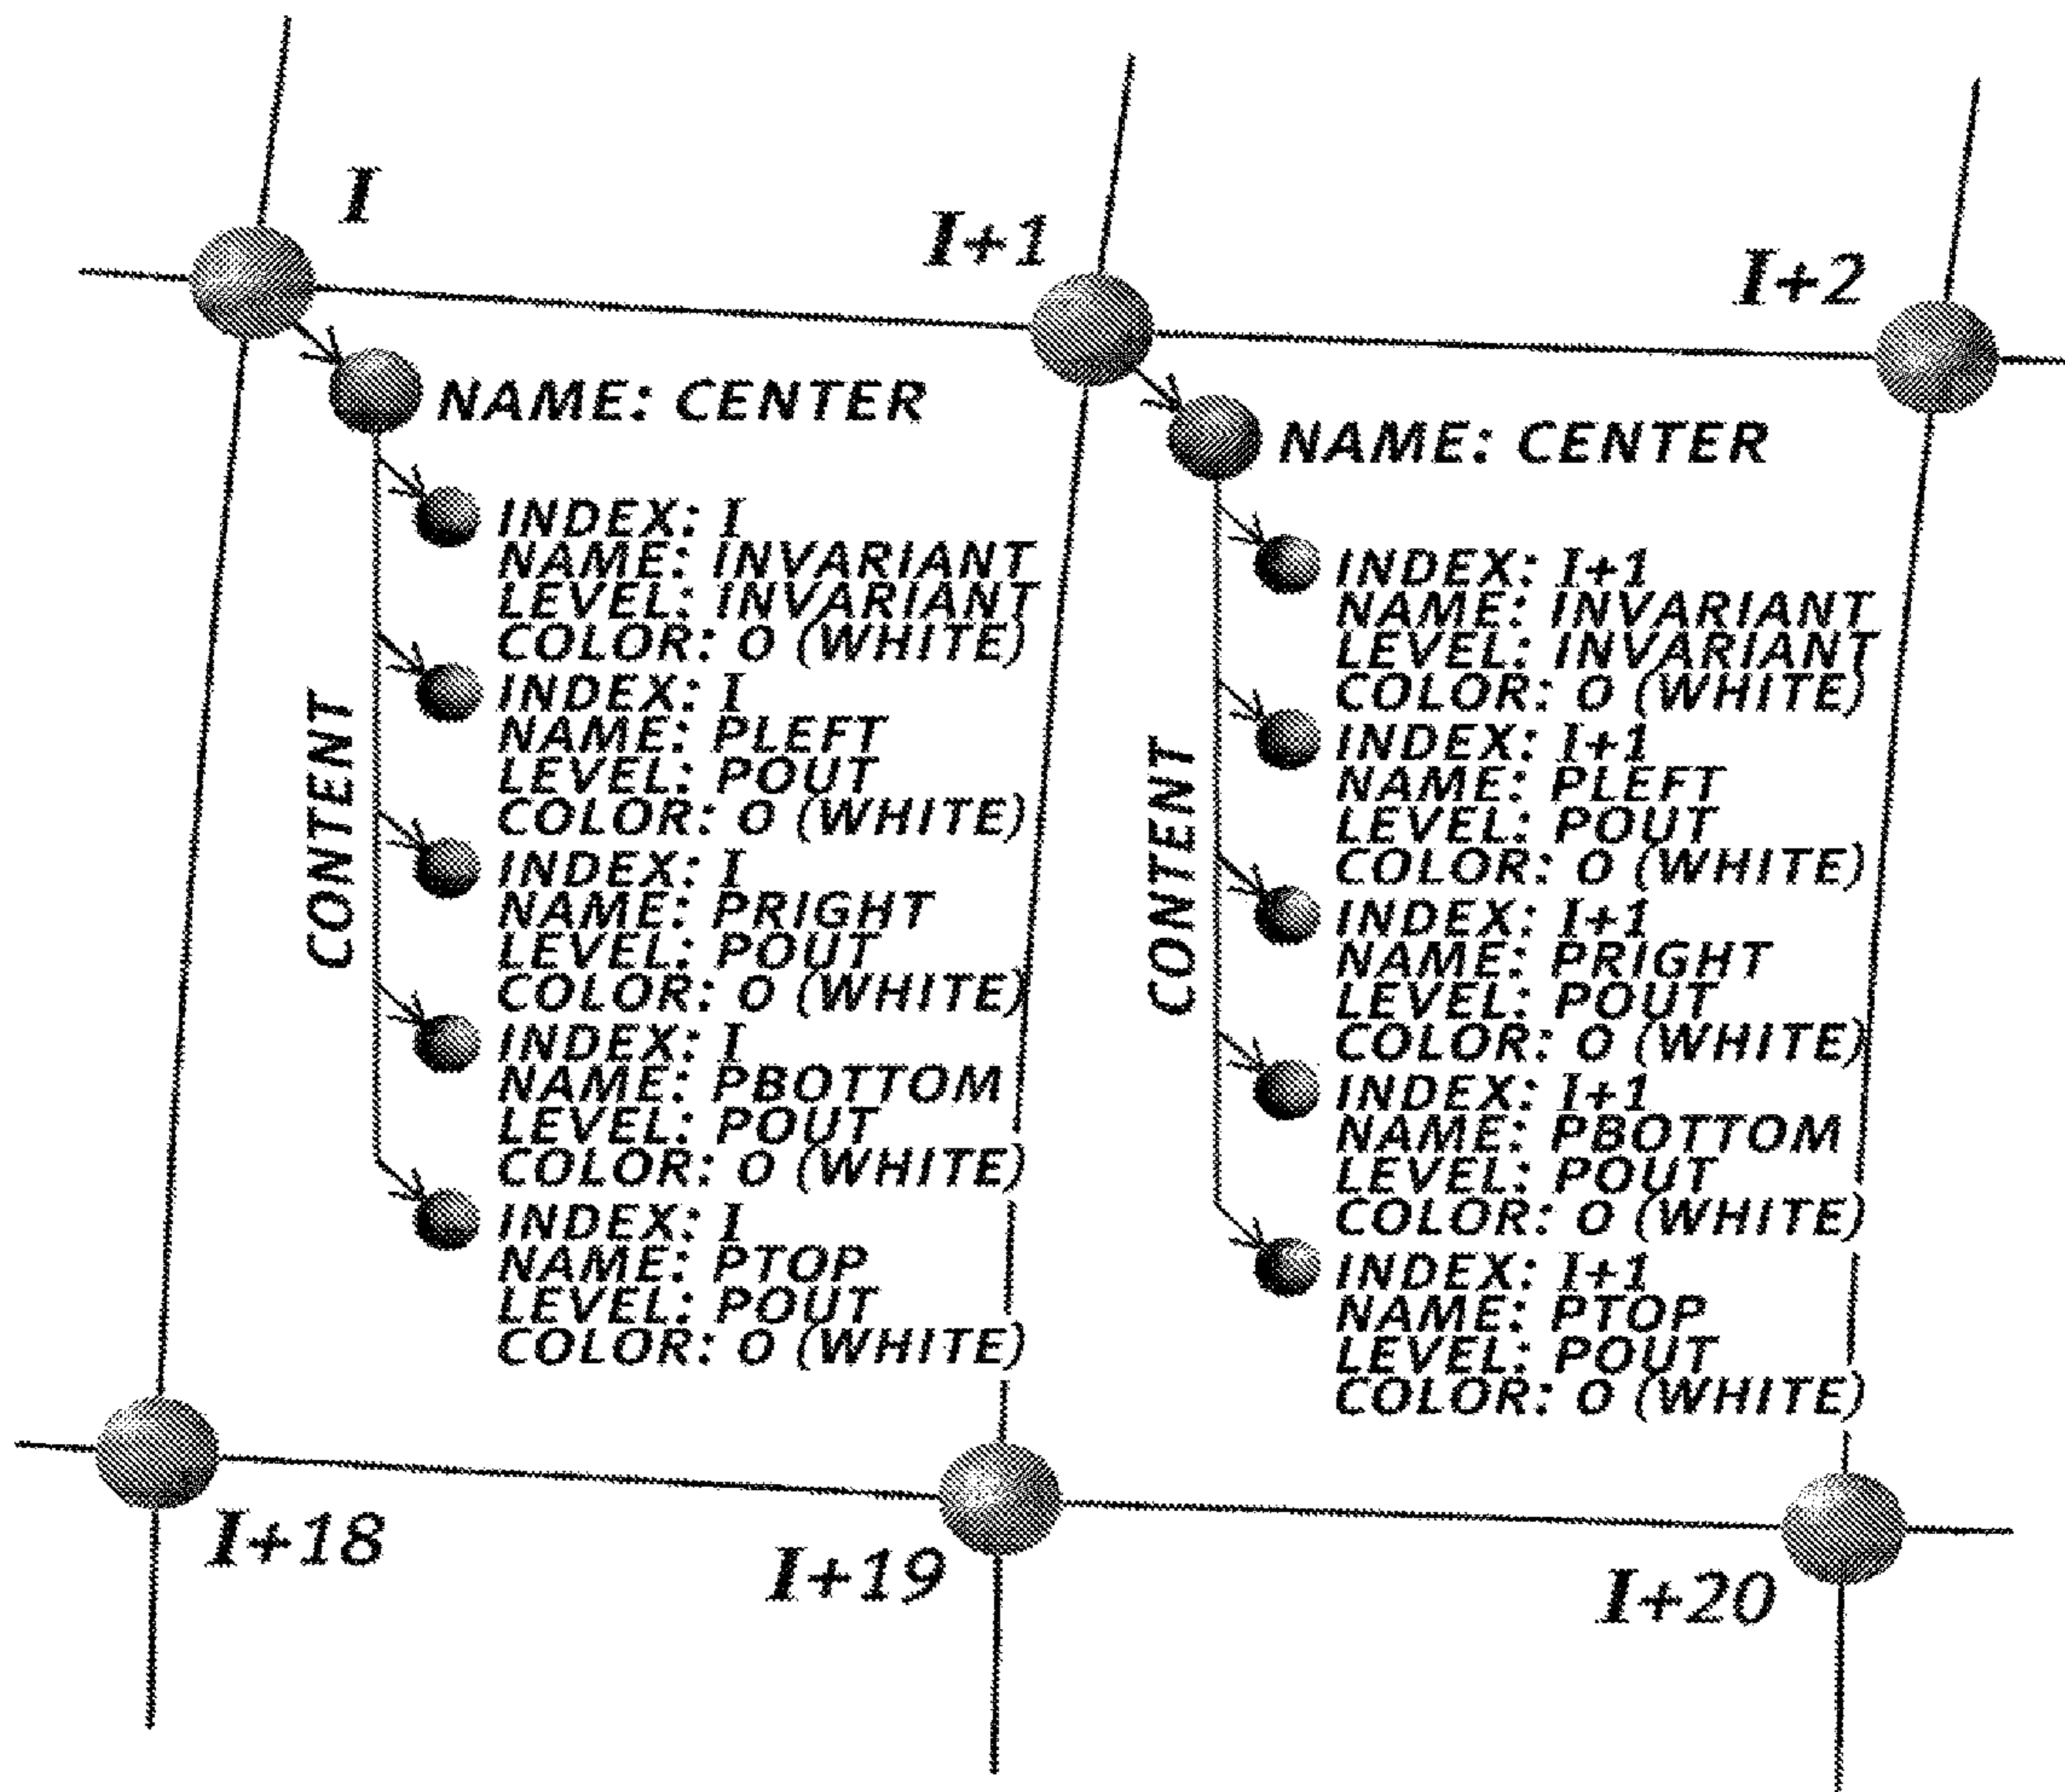 I
I+1
I+2
NAME: CENTER
CONTENT
INDEX: I
NAME: INVARIANT
LEVEL: INVARIANT
COLOR: 0 (WHITE)
INDEX: I
NAME: PLEFT
LEVEL: POUT
COLOR: 0 (WHITE)
INDEX: I
NAME: PRIGHT
LEVEL: POUT
COLOR: 0 (WHITE)
INDEX: I
NAME: PBOTTOM
LEVEL: POUT
COLOR: 0 (WHITE)
INDEX: I
NAME: PTOP
LEVEL: POUT
COLOR: 0 (WHITE)
NAME: CENTER
CONTENT
INDEX: I+1
NAME: INVARIANT
LEVEL: INVARIANT
COLOR: 0 (WHITE)
INDEX: I+1
NAME: PLEFT
LEVEL: POUT
COLOR: 0 (WHITE)
INDEX: I+1
NAME: PRIGHT
LEVEL: POUT
COLOR: 0 (WHITE)
INDEX: I+1
NAME: PBOTTOM
LEVEL: POUT
COLOR: 0 (WHITE)
INDEX: I+1
NAME: PTOP
LEVEL: POUT
COLOR: 0 (WHITE)
I+18
I+19
I+20